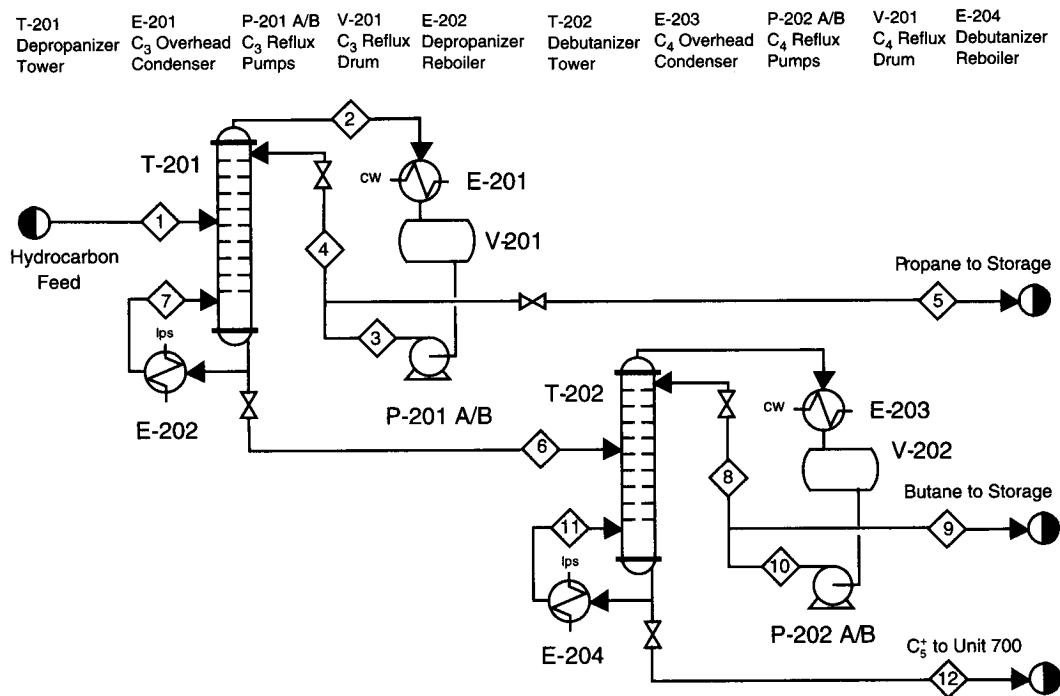 T-201 E-201 P-201 A/B V-201 E-202 T-202 E-203 P-202 A/B V-201 E-204
Depropanizer C₃ Overhead C₃ Reflux C₃ Reflux Depropanizer Debutanizer C₄ Overhead C₄ Reflux C₄ Reflux Debutanizer
Tower Condenser Pumps Drum Reboiler Tower Condenser Pumps Drum Reboiler
2
T-201
cw
E-201
1
4
V-201
Hydrocarbon
Feed
7
Propane to Storage
5
lps
3
E-202
P-201 A/B
T-202
cw
E-203
6
V-202
8
Butane to Storage
11
9
lps
10
P-202 A/B
E-204
C₅⁺ to Unit 700
12